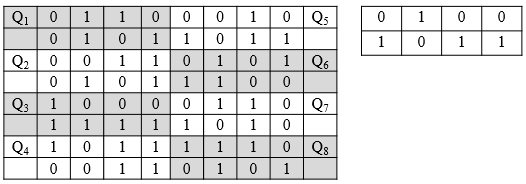 Q1 0 1 1 0 0 0 1 0 Q5
0 1 0 1 1 0 1 1
Q2 0 0 1 1 0 1 0 1 Q6
0 1 0 1 1 1 0 0
Q3 1 0 0 0 0 1 1 0 Q7
1 1 1 1 1 0 1 0
Q4 1 0 1 1 1 1 1 0 Q8
0 0 1 1 0 1 0 1
0 1 0 0
1 0 1 1